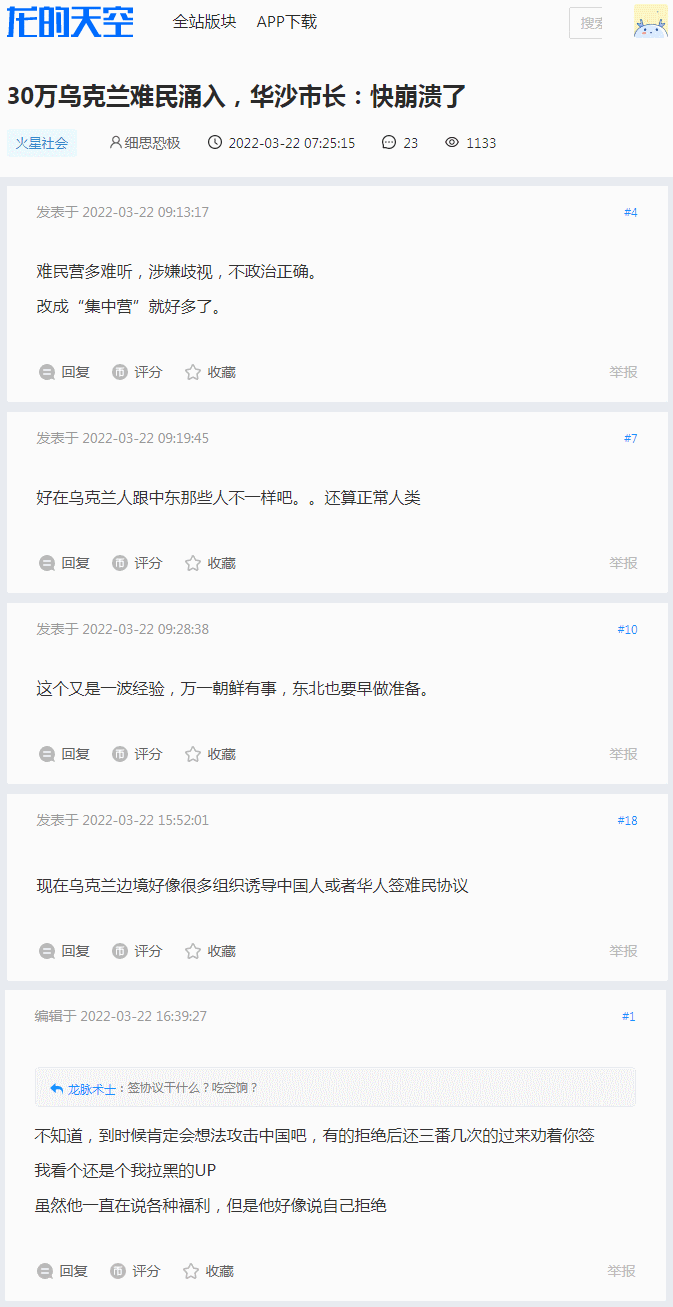 龙的天空 全站版块 APP下载 搜索
30万乌克兰难民涌入，华沙市长：快崩溃了
火星社会 细思恐极 2022-03-22 07:25:15 23 1133
发表于 2022-03-22 09:13:17 #4
难民营多难听，涉嫌歧视，不政治正确。
改成“集中营”就好多了。
回复 评分 收藏 举报
发表于 2022-03-22 09:19:45 #7
好在乌克兰人跟中东那些人不一样吧。。还算正常人类
回复 评分 收藏 举报
发表于 2022-03-22 09:28:38 #10
这个又是一波经验，万一朝鲜有事，东北也要早做准备。
回复 评分 收藏 举报
发表于 2022-03-22 15:52:01 #18
现在乌克兰边境好像很多组织诱导中国人或者华人签难民协议
回复 评分 收藏 举报
编辑于 2022-03-22 16:39:27 #1
龙脉术士：签协议干什么？吃空饷？
不知道，到时候肯定会想法攻击中国吧，有的拒绝后还三番几次的过来劝着你签
我看个还是个我拉黑的UP
虽然他一直在说各种福利，但是他好像说自己拒绝
回复 评分 收藏 举报